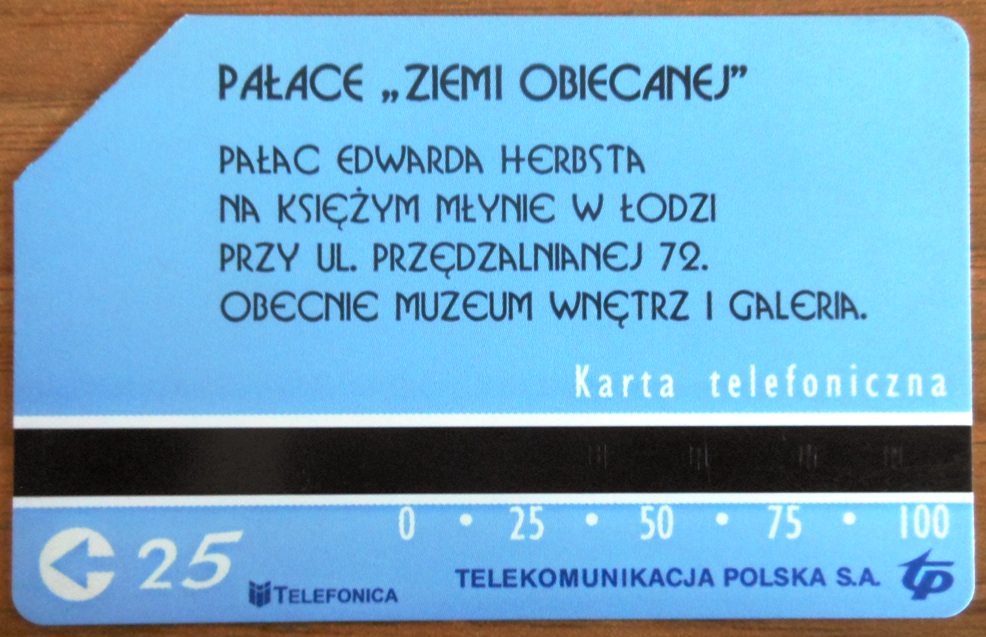 PAŁACE „ZIEMI OBIECANEJ”
PAŁAC EDWARDA HERBSTA
NA KSIĘŻYM MŁYNIE W ŁODZI
PRZY UL. PRZĘDZALNIANEJ 72.
OBECNIE MUZEUM WNĘTRZ I GALERIA.
Karta telefoniczna
0 • 25 • 50 • 75 • 100
25
TELEFONICA
TELEKOMUNIKACJA POLSKA S.A. tp